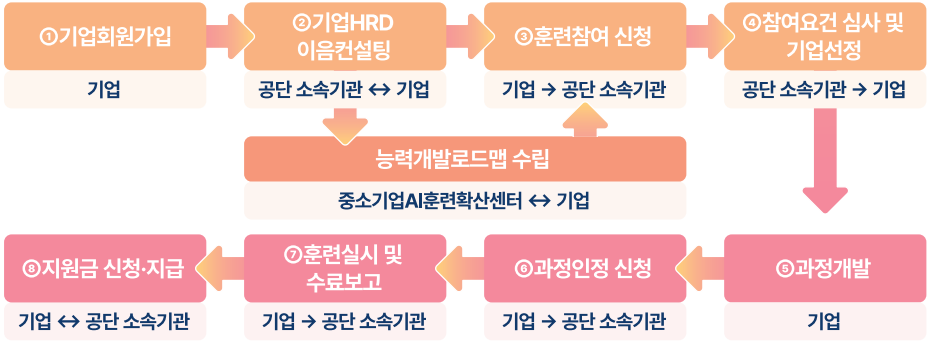 ①기업회원가입
기업
②기업HRD
이음컨설팅
공단 소속기관 ↔ 기업
③훈련참여 신청
기업 → 공단 소속기관
④참여요건 심사 및
기업선정
공단 소속기관 → 기업
능력개발로드맵 수립
중소기업AI훈련확산센터 ↔ 기업
⑤과정개발
기업
⑥과정인정 신청
기업 → 공단 소속기관
⑦훈련실시 및
수료보고
기업 → 공단 소속기관
⑧지원금 신청·지급
기업 ↔ 공단 소속기관